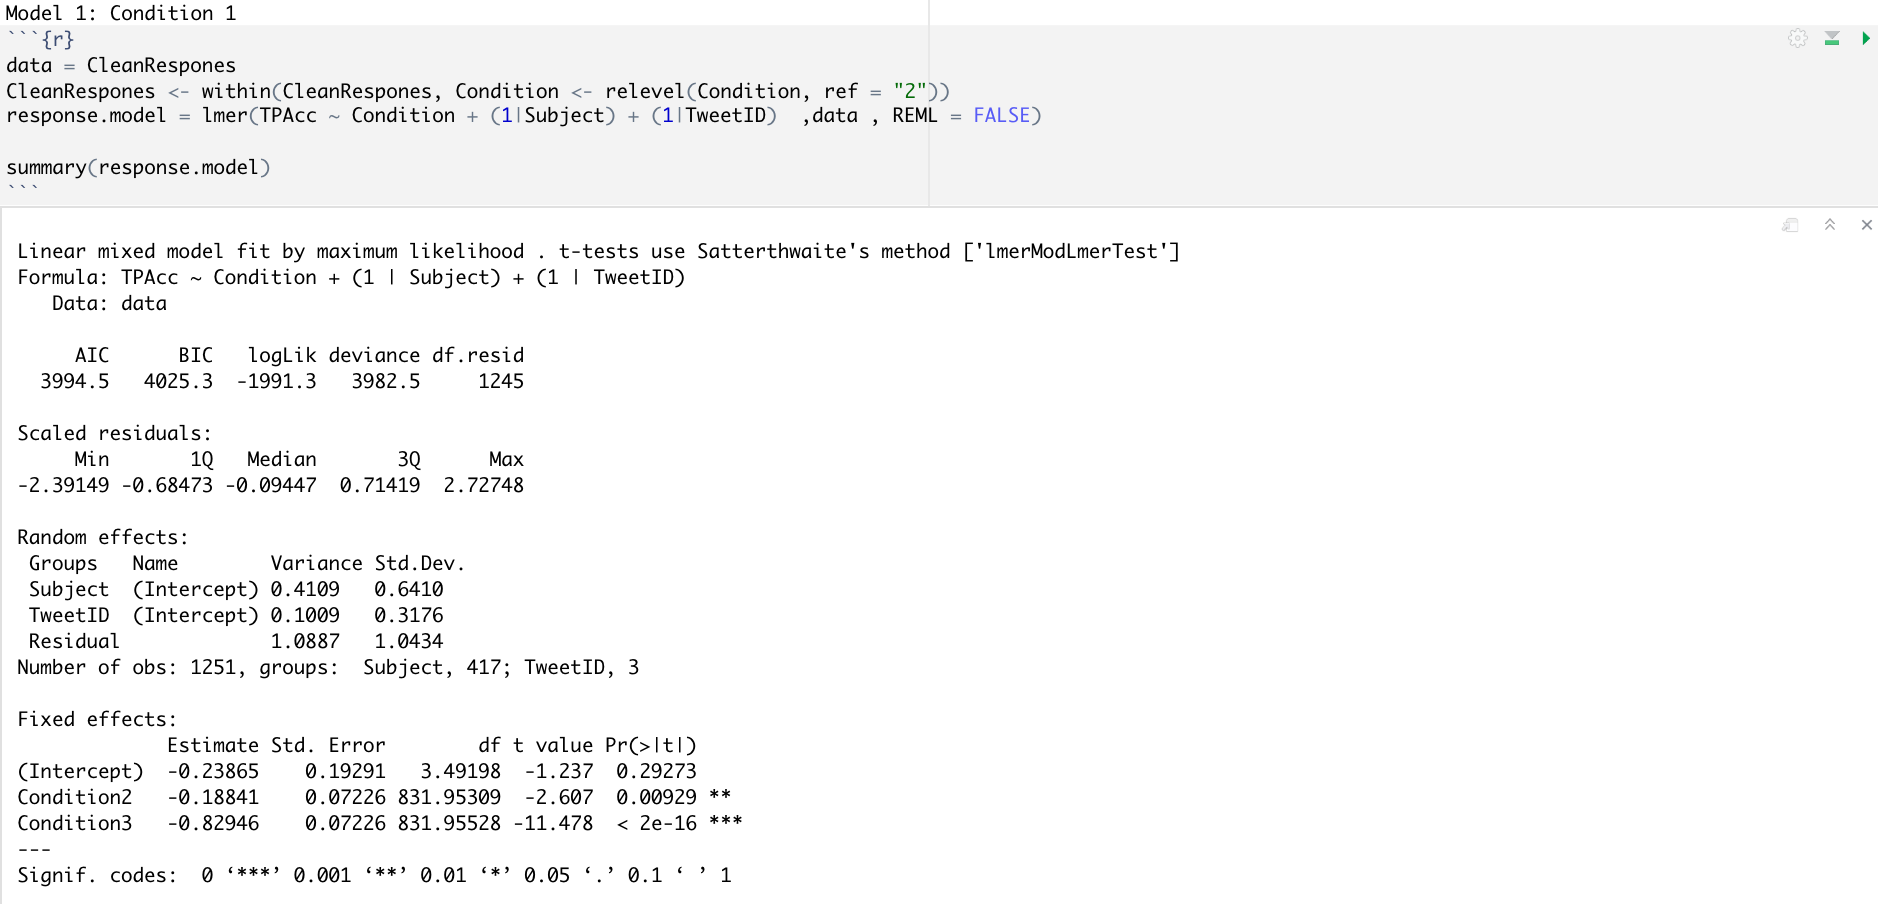 Model 1: Condition 1
```{r}
data = CleanRespones
CleanRespones <- within(CleanRespones, Condition <- relevel(Condition, ref = "2"))
response.model = lmer(TPAcc ~ Condition + (1|Subject) + (1|TweetID)  ,data , REML = FALSE)
summary(response.model)
```
Linear mixed model fit by maximum likelihood . t-tests use Satterthwaite's method ['lmerModLmerTest']
Formula: TPAcc ~ Condition + (1 | Subject) + (1 | TweetID)
   Data: data
     AIC      BIC   logLik deviance df.resid
  3994.5   4025.3  -1991.3   3982.5     1245
Scaled residuals:
     Min       1Q   Median       3Q      Max
-2.39149 -0.68473 -0.09447  0.71419  2.72748
Random effects:
 Groups   Name        Variance Std.Dev.
 Subject  (Intercept) 0.4109   0.6410
 TweetID  (Intercept) 0.1009   0.3176
 Residual             1.0887   1.0434
Number of obs: 1251, groups:  Subject, 417; TweetID, 3
Fixed effects:
             Estimate Std. Error        df t value Pr(>|t|)
(Intercept)  -0.23865    0.19291   3.49198  -1.237  0.29273
Condition2   -0.18841    0.07226 831.95309  -2.607  0.00929 **
Condition3   -0.82946    0.07226 831.95528 -11.478  < 2e-16 ***
---
Signif. codes:  0 ‘***’ 0.001 ‘**’ 0.01 ‘*’ 0.05 ‘.’ 0.1 ‘ ’ 1